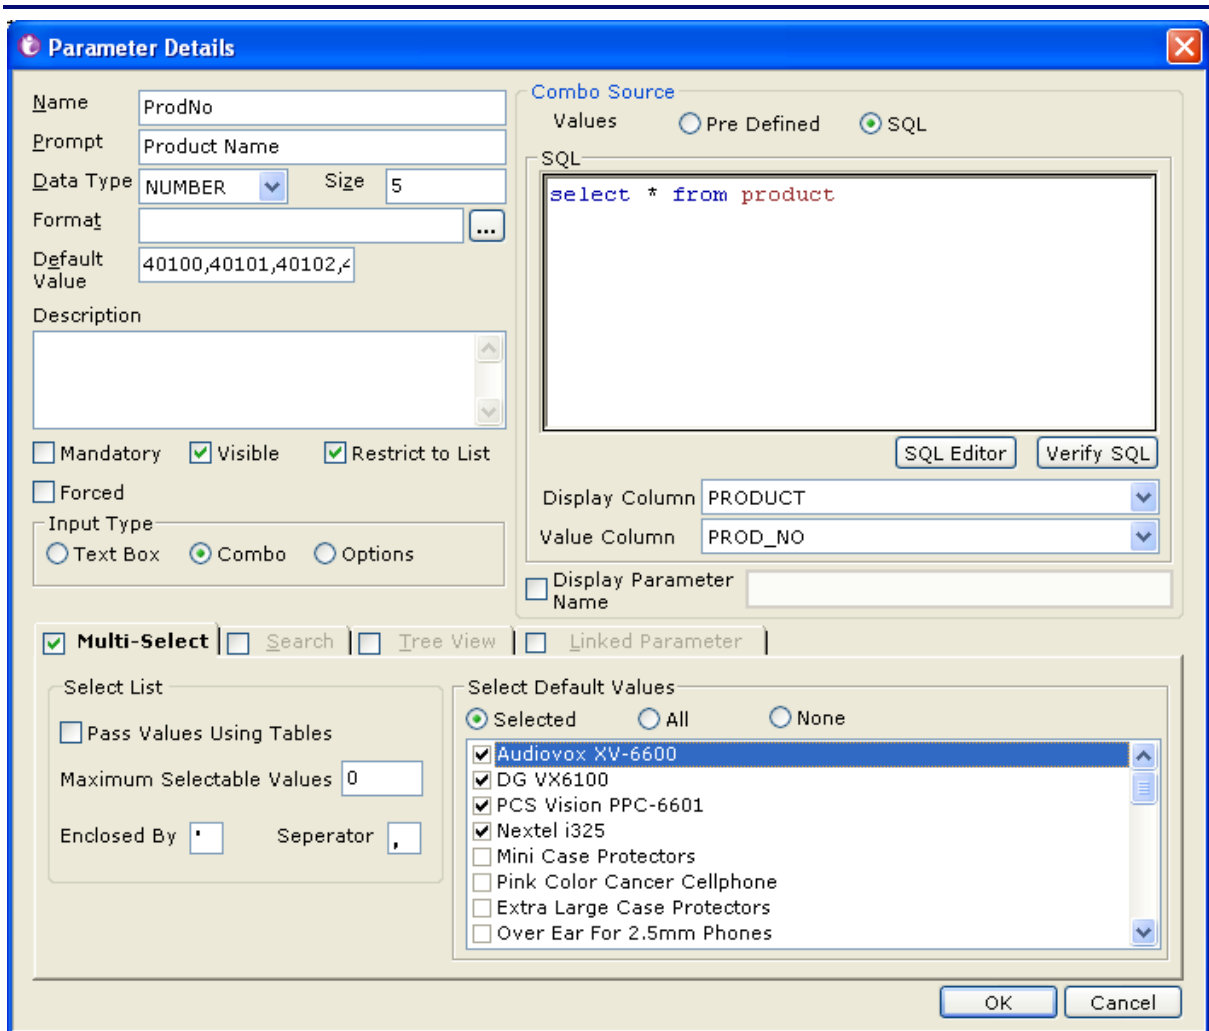 Parameter Details
Name ProdNo
Prompt Product Name
Data Type NUMBER Size 5
Format ...
Default Value 40100,40101,40102,4
Description
Mandatory Visible Restrict to List
Forced
Input Type
Text Box Combo Options
Combo Source
Values Pre Defined SQL
SQL
select * from product
SQL Editor Verify SQL
Display Column PRODUCT
Value Column PROD_NO
Display Parameter
Name
Multi-Select Search Tree View Linked Parameter
Select List
Pass Values Using Tables
Maximum Selectable Values 0
Enclosed By ' Seperator ,
Select Default Values
Selected All None
Audiovox XV-6600
DG VX6100
PCS Vision PPC-6601
Nextel i325
Mini Case Protectors
Pink Color Cancer Cellphone
Extra Large Case Protectors
Over Ear For 2.5mm Phones
OK Cancel